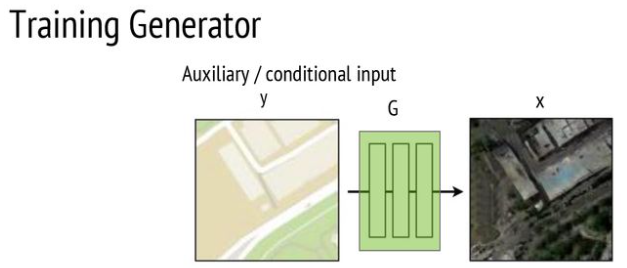 Training Generator
Auxiliary / conditional input
y
G
x